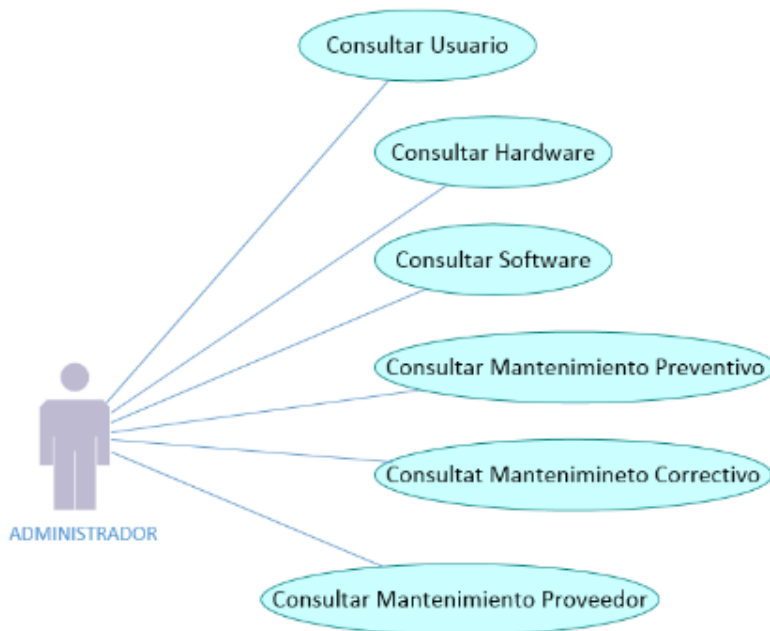 Consultar Usuario
Consultar Hardware
Consultar Software
Consultar Mantenimiento Preventivo
Consultat Mantenimineto Correctivo
ADMINISTRADOR
Consultar Mantenimiento Proveedor